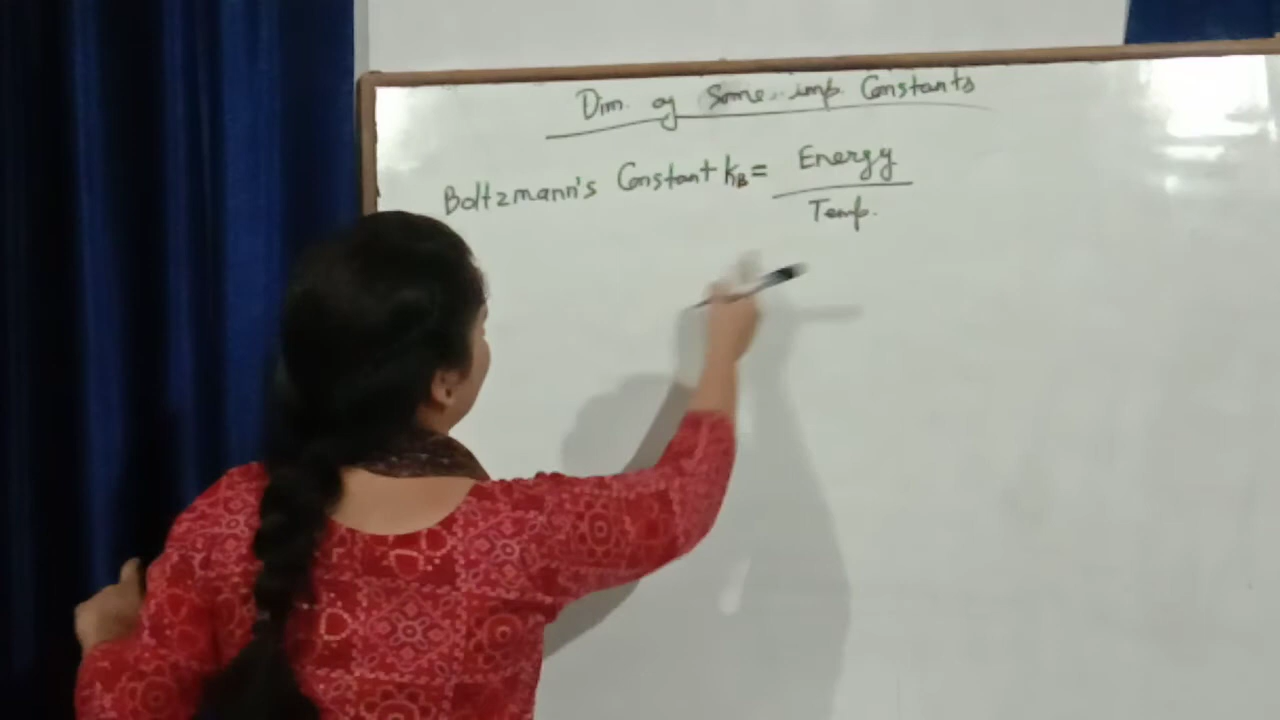 Dim. of Some imp. Constants
Boltzmann's Constant kB = Energy
Temp.